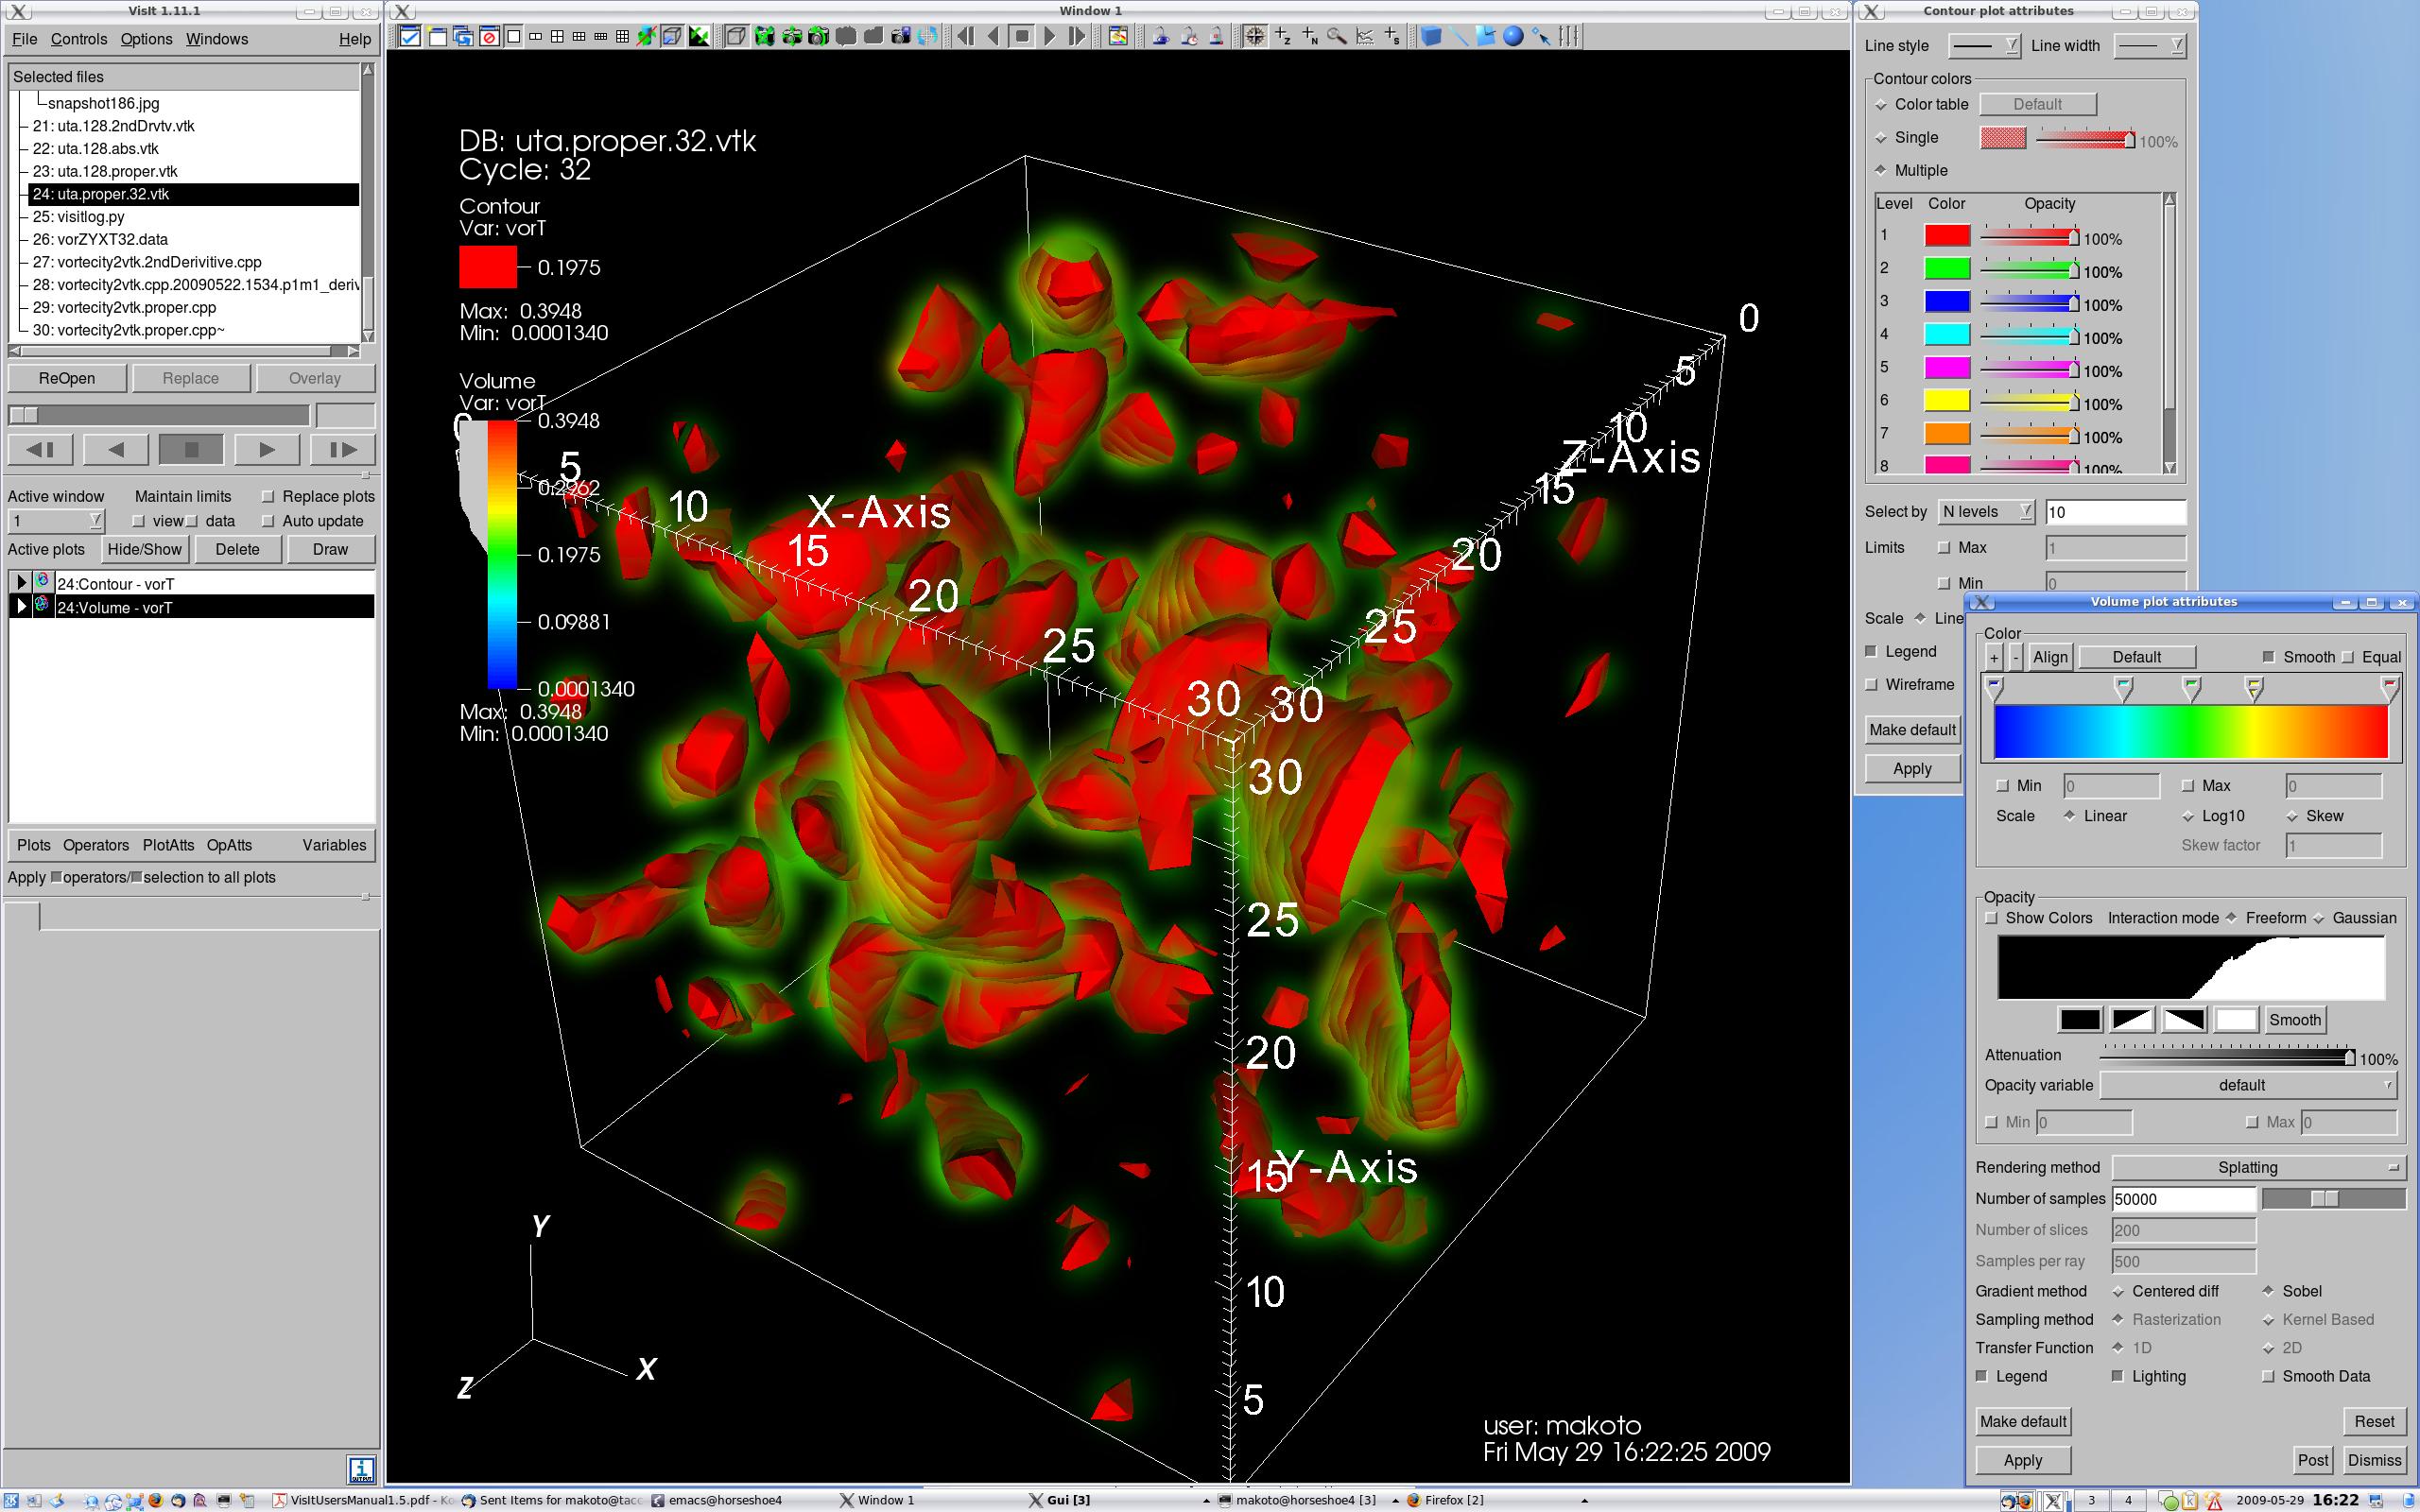 VisIt 1.11.1
File Controls Options Windows Help
Selected files
snapshot186.jpg
21: uta.128.2ndDrvtv.vtk
22: uta.128.abs.vtk
23: uta.128.proper.vtk
24: uta.proper.32.vtk
25: visitlog.py
26: vorZYXT32.data
27: vortecity2vtk.2ndDerivitive.cpp
28: vortecity2vtk.cpp.20090522.1534.p1m1_deriv
29: vortecity2vtk.proper.cpp
30: vortecity2vtk.proper.cpp~
ReOpen Replace Overlay
Active window Maintain limits Replace plots
1 view data Auto update
Active plots Hide/Show Delete Draw
24:Contour - vorT
24:Volume - vorT
Plots Operators PlotAtts OpAtts Variables
Apply operators/ selection to all plots
Window 1
DB: uta.proper.32.vtk
Cycle: 32
Contour
Var: vorT
0.1975
Max: 0.3948
Min: 0.0001340
Volume
Var: vorT
0.3948
0.2962
0.1975
0.09881
0.0001340
Max: 0.3948
Min: 0.0001340
0
5
10
15
20
25
30
X-Axis
0
5
10
15
20
25
30
Z-Axis
30
25
20
15
10
5
Y-Axis
Y
X
Z
user: makoto
Fri May 29 16:22:25 2009
Contour plot attributes
Line style Line width
Contour colors
Color table Default
Single 100%
Multiple
Level Color Opacity
1 100%
2 100%
3 100%
4 100%
5 100%
6 100%
7 100%
8 100%
Select by N levels 10
Limits Max 1
Min 0
Scale Line
Legend
Wireframe
Make default
Apply
Volume plot attributes
Color
+ - Align Default Smooth Equal
Min 0 Max 0
Scale Linear Log10 Skew
Skew factor 1
Opacity
Show Colors Interaction mode Freeform Gaussian
Smooth
Attenuation 100%
Opacity variable default
Min 0 Max 0
Rendering method Splatting
Number of samples 50000
Number of slices 200
Samples per ray 500
Gradient method Centered diff Sobel
Sampling method Rasterization Kernel Based
Transfer Function 1D 2D
Legend Lighting Smooth Data
Make default Reset
Apply Post Dismiss
VisItUsersManual1.5.pdf - K Sent Items for makoto@tacc emacs@horseshoe4 Window 1 Gui [3] makoto@horseshoe4 [3] Firefox [2] 3 4 2009-05-29 16:22